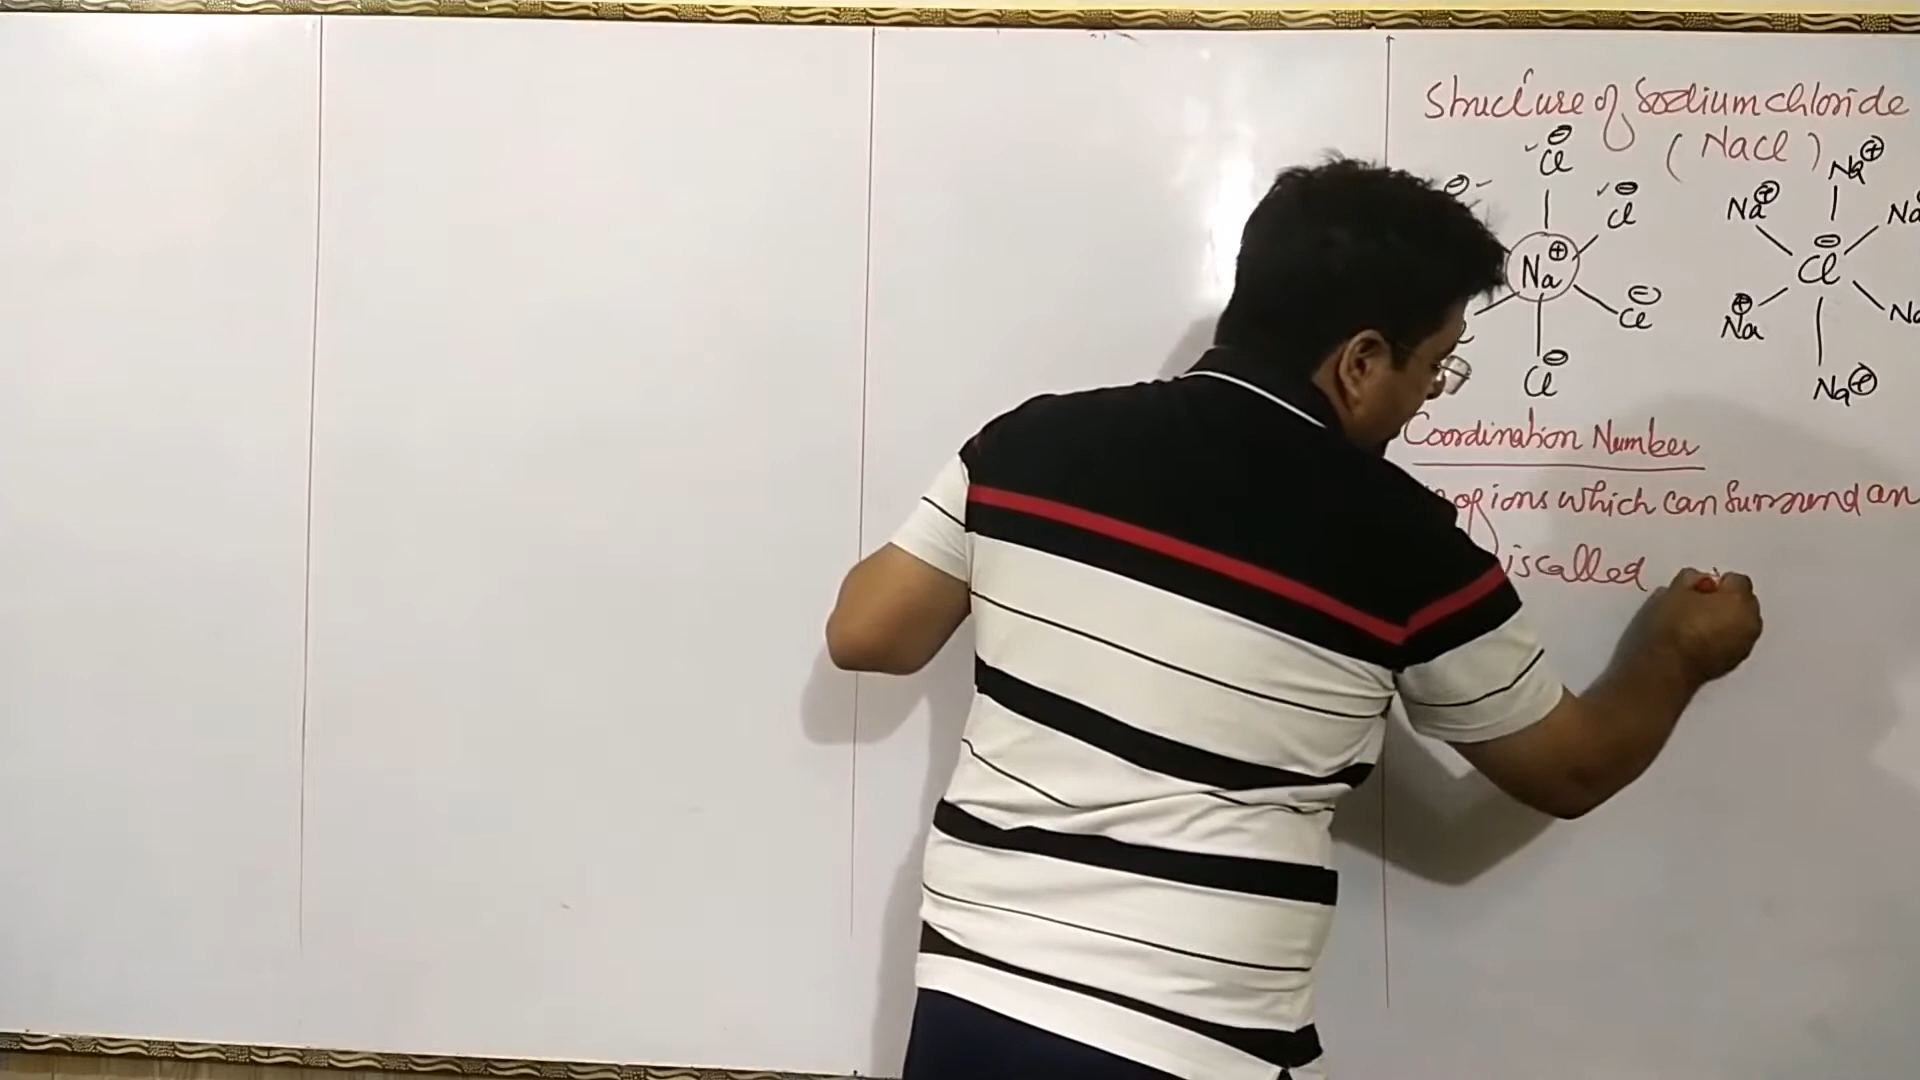 Structure of Sodium chloride
(NaCl)
⊖ Cl ⊖ Cl ⊖
Na⊕
Cl⊖
Cl⊖
Na⊕
Na⊕ Na
Cl⊖
Na⊕ Na
Na⊕
Coordination Number
of ions which can surround an
is called